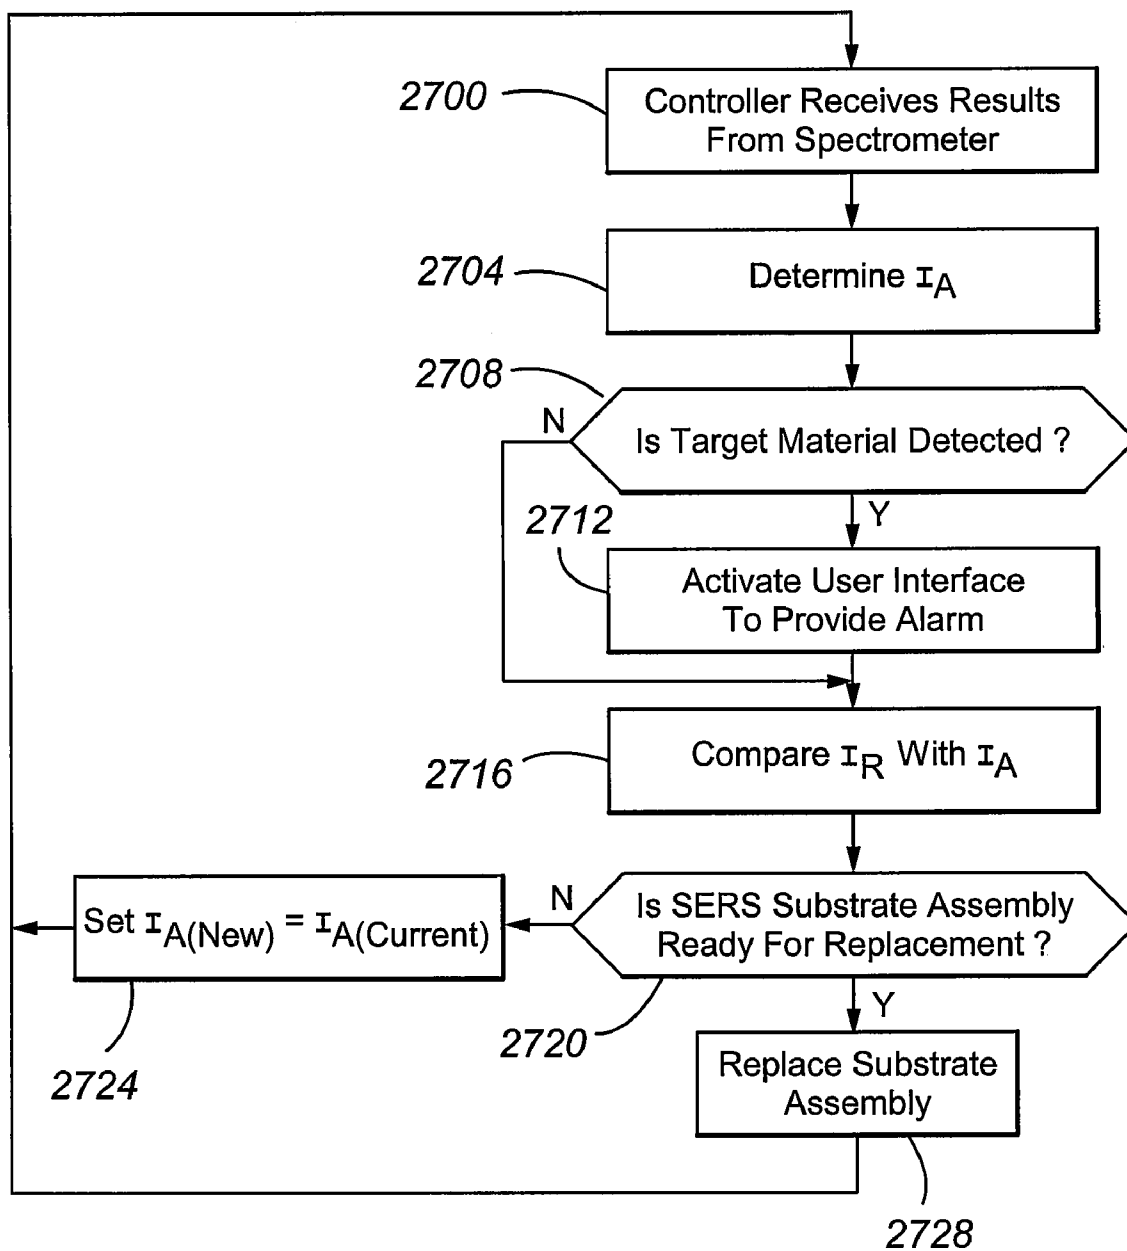 2700
Controller Receives Results
From Spectrometer
2704
Determine IA
2708
N
Is Target Material Detected ?
Y
2712
Activate User Interface
To Provide Alarm
2716
Compare IR With IA
Set IA(New) = IA(Current)
N
Is SERS Substrate Assembly
Ready For Replacement ?
2724
2720
Y
Replace Substrate
Assembly
2728